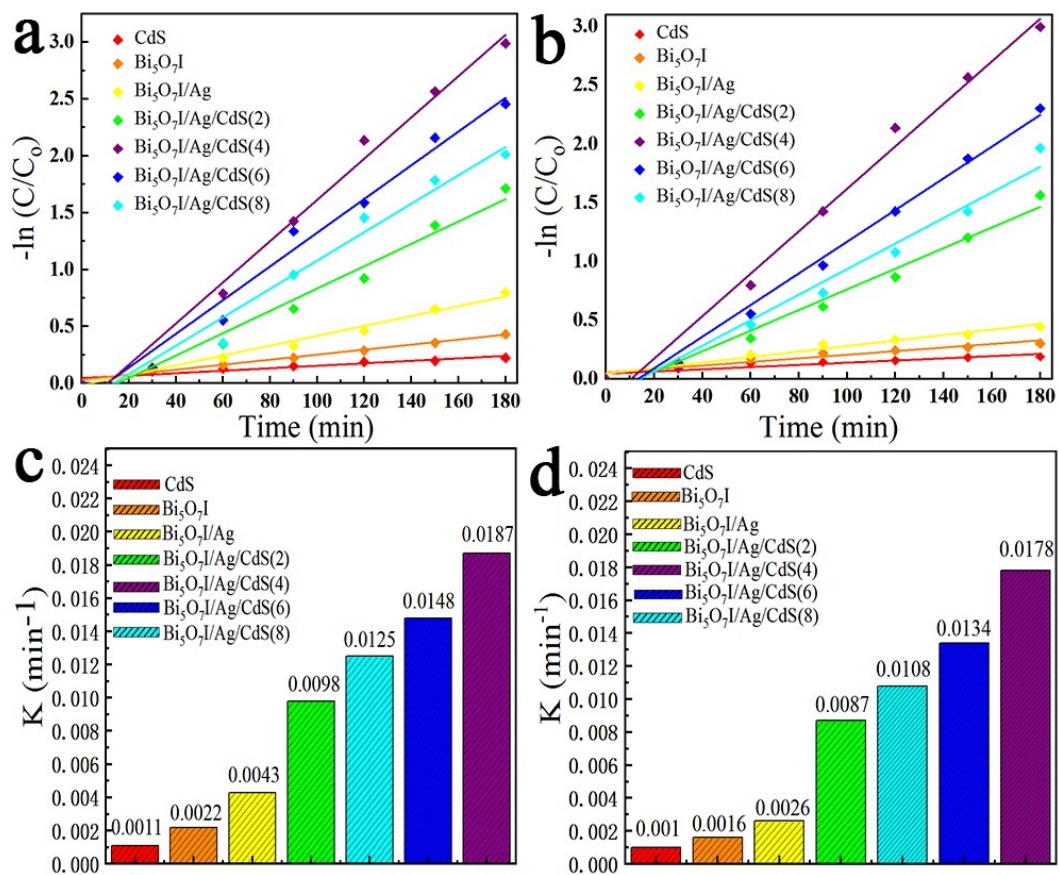 a
-ln (C/C₀)
3.0
2.5
2.0
1.5
1.0
0.5
0.0
CdS
Bi₅O₇I
Bi₅O₇I/Ag
Bi₅O₇I/Ag/CdS(2)
Bi₅O₇I/Ag/CdS(4)
Bi₅O₇I/Ag/CdS(6)
Bi₅O₇I/Ag/CdS(8)
0 20 40 60 80 100 120 140 160 180
Time (min)
b
-ln (C/C₀)
3.0
2.5
2.0
1.5
1.0
0.5
0.0
CdS
Bi₅O₇I
Bi₅O₇I/Ag
Bi₅O₇I/Ag/CdS(2)
Bi₅O₇I/Ag/CdS(4)
Bi₅O₇I/Ag/CdS(6)
Bi₅O₇I/Ag/CdS(8)
0 20 40 60 80 100 120 140 160 180
Time (min)
c
K (min⁻¹)
0.024
0.022
0.020
0.018
0.016
0.014
0.012
0.010
0.008
0.006
0.004
0.002
0.000
CdS
Bi₅O₇I
Bi₅O₇I/Ag
Bi₅O₇I/Ag/CdS(2)
Bi₅O₇I/Ag/CdS(4)
Bi₅O₇I/Ag/CdS(6)
Bi₅O₇I/Ag/CdS(8)
0.0011
0.0022
0.0043
0.0098
0.0125
0.0148
0.0187
d
K (min⁻¹)
0.024
0.022
0.020
0.018
0.016
0.014
0.012
0.010
0.008
0.006
0.004
0.002
0.000
CdS
Bi₅O₇I
Bi₅O₇I/Ag
Bi₅O₇I/Ag/CdS(2)
Bi₅O₇I/Ag/CdS(4)
Bi₅O₇I/Ag/CdS(6)
Bi₅O₇I/Ag/CdS(8)
0.001
0.0016
0.0026
0.0087
0.0108
0.0134
0.0178